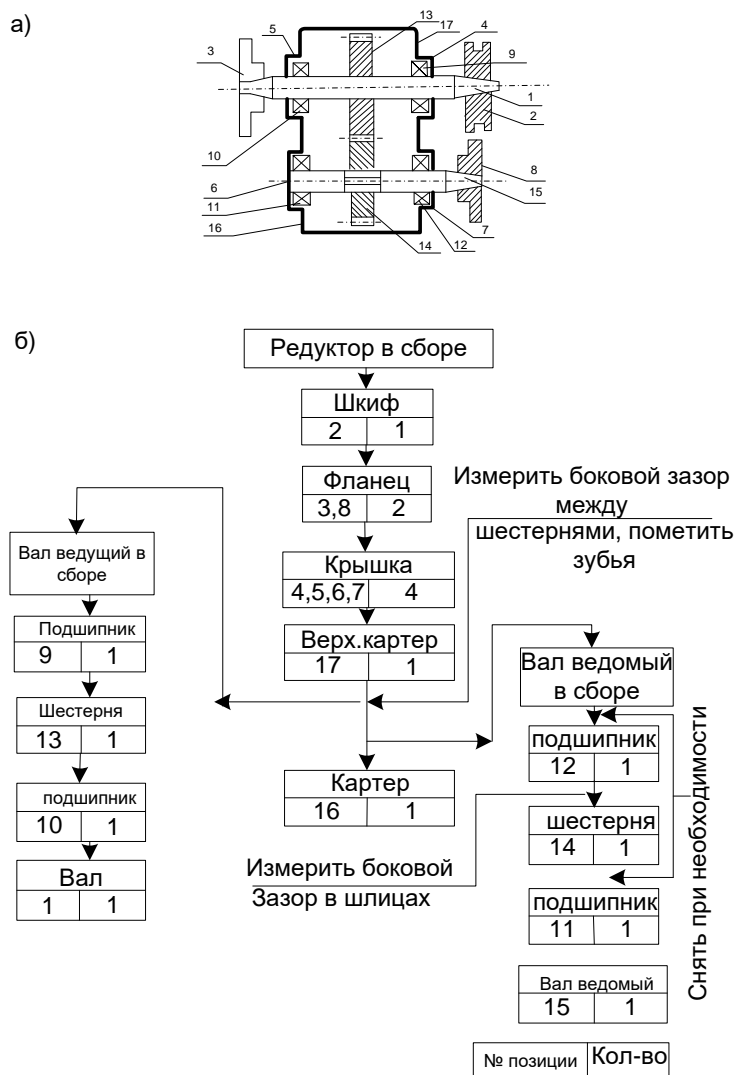 а)
13
17
5
4
3
9
1
2
10
6
8
15
11
16
14
12
7
б)
Редуктор в сборе
Шкиф
2 1
Фланец
3,8 2
Крышка
4,5,6,7 4
Верх.картер
17 1
Картер
16 1
Измерить боковой зазор
между
шестернями, пометить
зубья
Вал ведущий в
сборе
Подшипник
9 1
Шестерня
13 1
подшипник
10 1
Вал
1 1
Вал ведомый
в сборе
подшипник
12 1
шестерня
14 1
подшипник
11 1
Вал ведомый
15 1
Измерить боковой
Зазор в шлицах
Снять при необходимости
№ позиции Кол-во